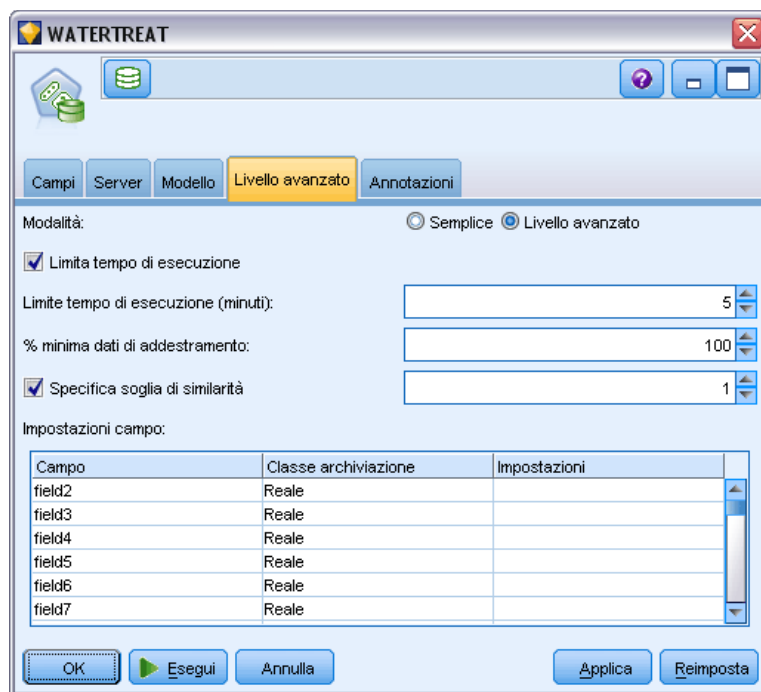 WATERTREAT
Campi Server Modello Livello avanzato Annotazioni
Modalità: Semplice Livello avanzato
Limita tempo di esecuzione
Limite tempo di esecuzione (minuti): 5
% minima dati di addestramento: 100
Specifica soglia di similarità 1
Impostazioni campo:
Campo Classe archiviazione Impostazioni
field2 Reale
field3 Reale
field4 Reale
field5 Reale
field6 Reale
field7 Reale
OK Esegui Annulla Applica Reimposta